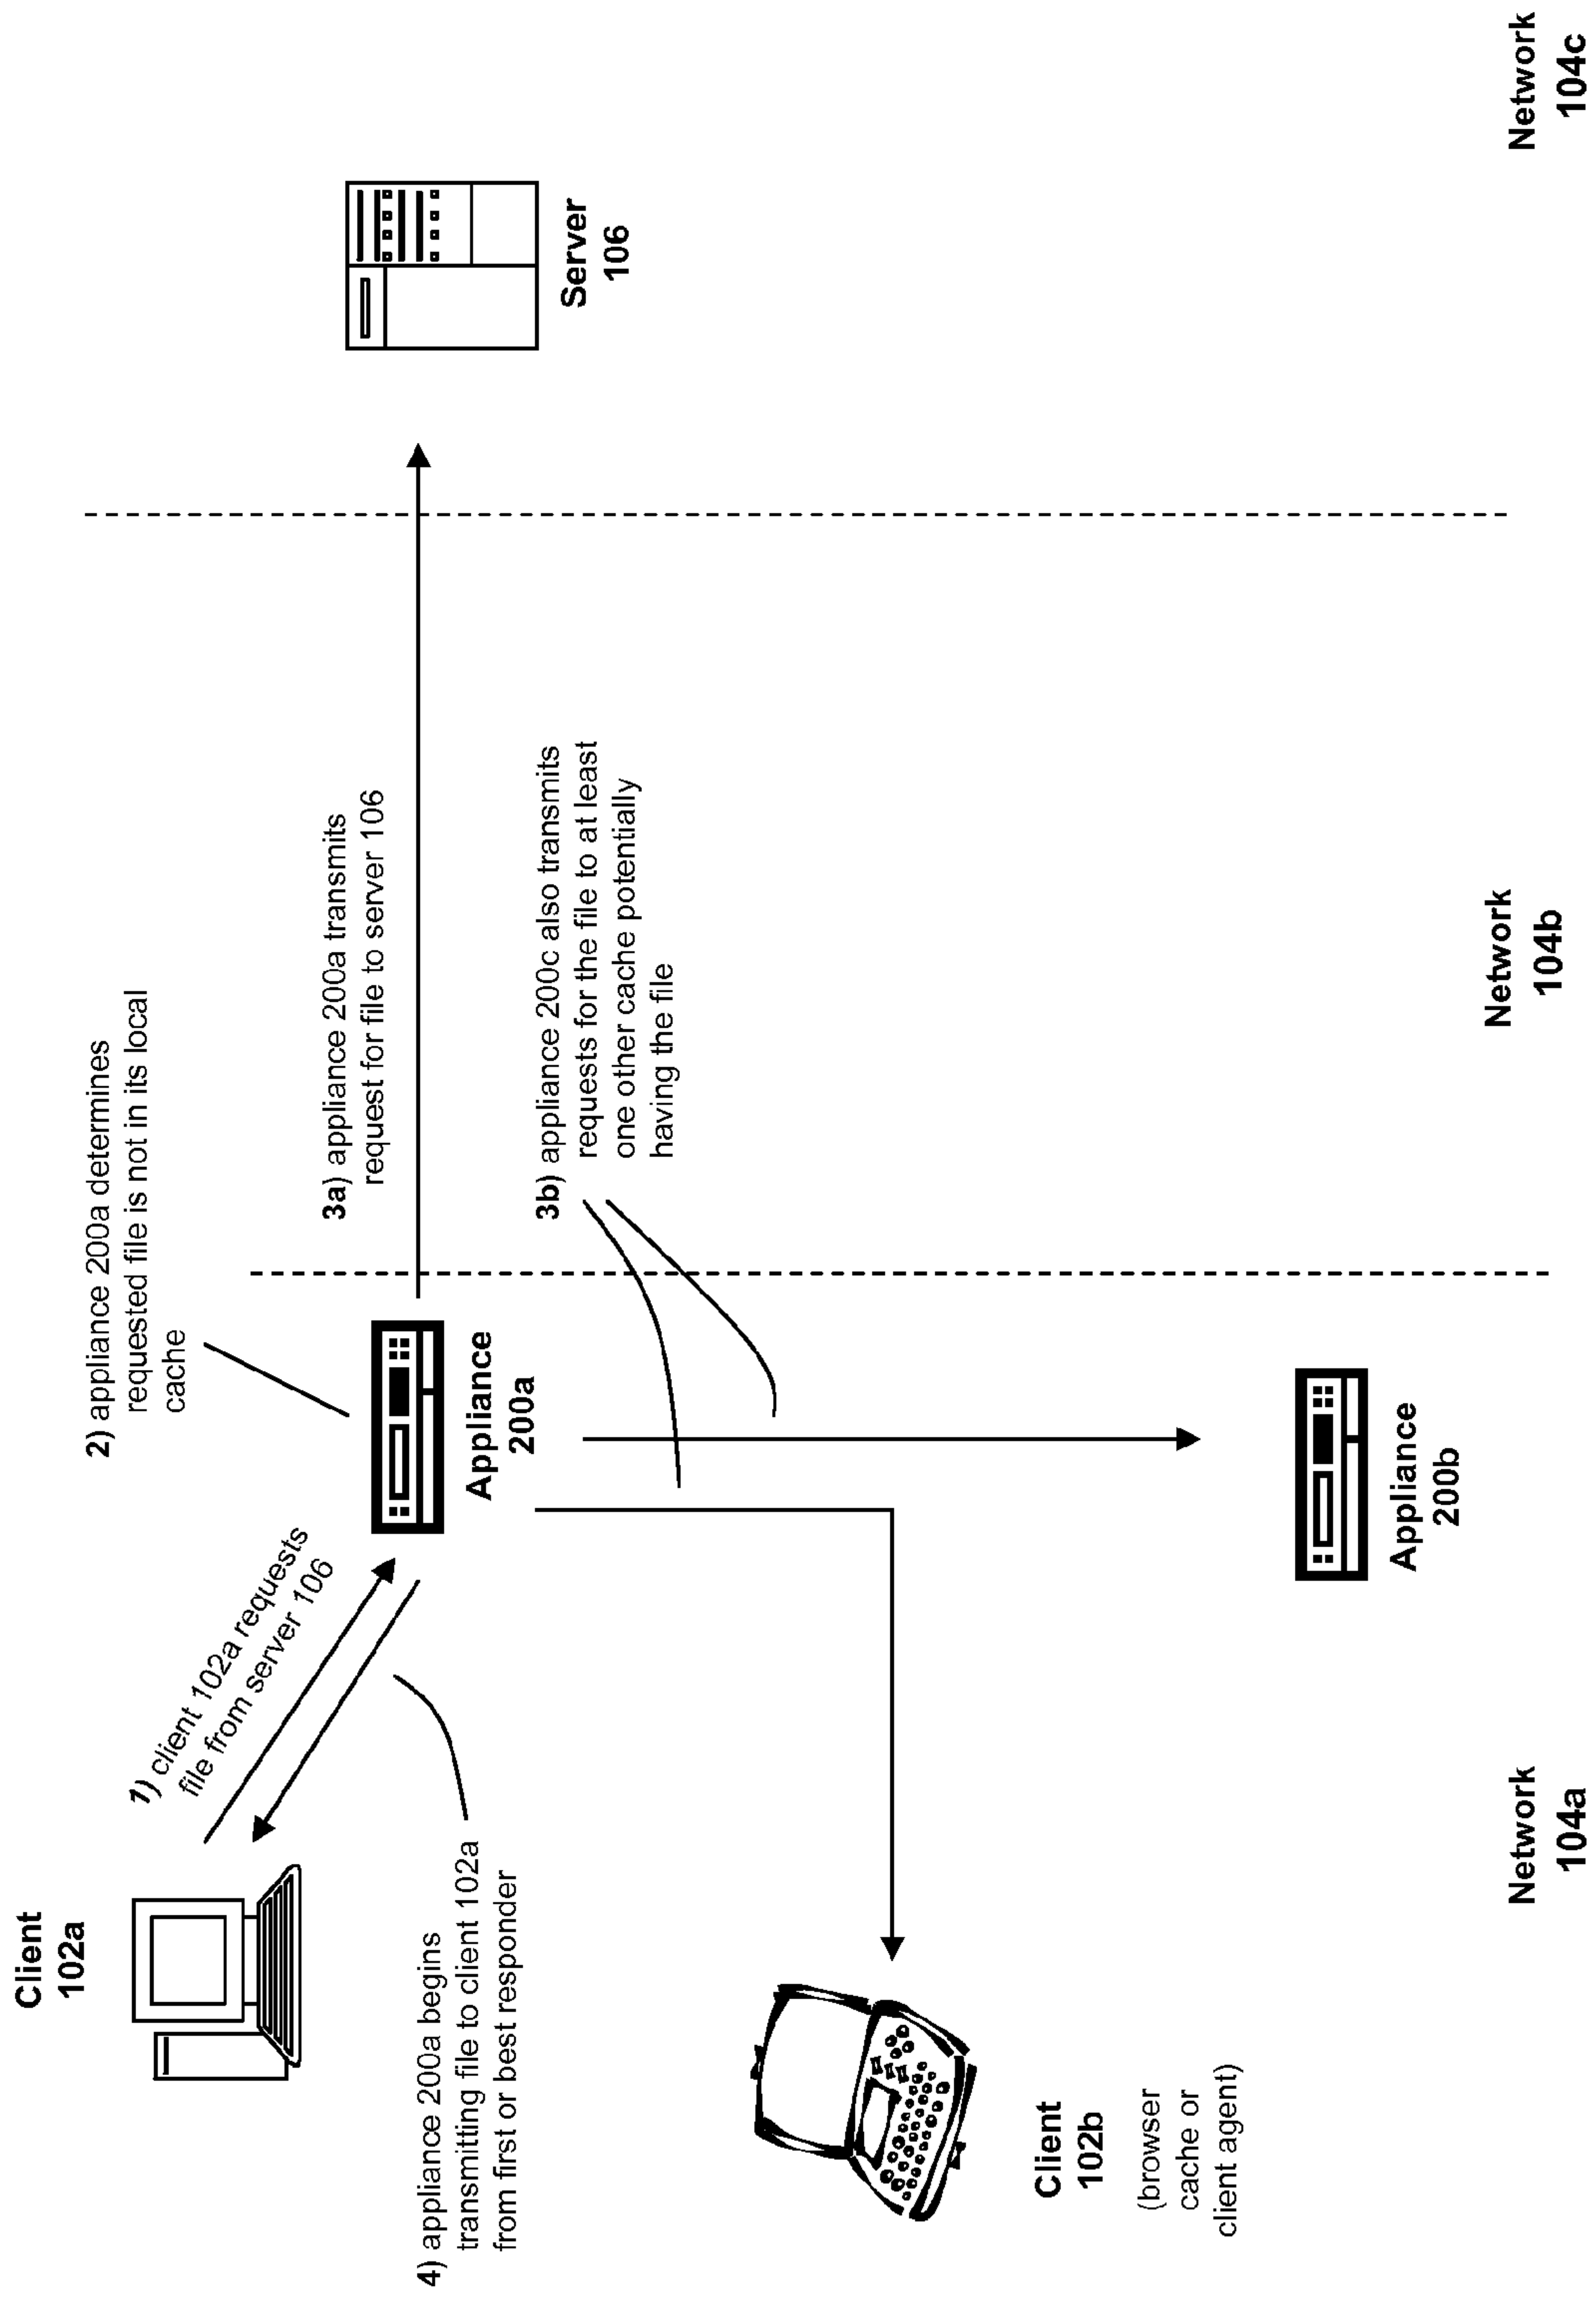 Client
102a
1) client 102a requests
file from server 106
2) appliance 200a determines
requested file is not in its local
cache
Appliance
200a
3a) appliance 200a transmits
request for file to server 106
3b) appliance 200c also transmits
requests for the file to at least
one other cache potentially
having the file
Server
106
4) appliance 200a begins
transmitting file to client 102a
from first or best responder
Client
102b
(browser
cache or
client agent)
Appliance
200b
Network
104a
Network
104b
Network
104c